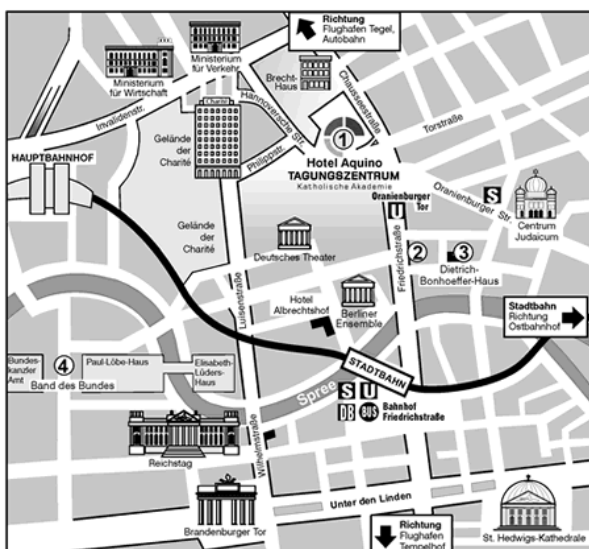 Richtung
Flughafen Tegel,
Autobahn
Ministerium
für Verkehr
Ministerium
für Wirtschaft
Brecht-
Haus
Chausseestraße
Invalidenstr.
Charité
Hannoversche Str.
Torstraße
Gelände
der
Charité
Philippstr.
1
Hotel Aquino
TAGUNGSZENTRUM
Katholische Akademie
HAUPTBAHNHOF
Oranienburger
Tor
U
Oranienburger Str.
S
Centrum
Judaicum
Gelände
der
Charité
Deutsches Theater
Friedrichstraße
2
3
Dietrich-
Bonhoeffer-Haus
Luisenstraße
Hotel
Albrechtshof
Berliner
Ensemble
Stadtbahn
Richtung
Ostbahnhof
Bundes-
kanzler
Amt
4
Paul-Löbe-Haus
Elisabeth-
Lüders-
Haus
Band des Bundes
STADTBAHN
Spree
S U
DB BUS
Bahnhof
Friedrichstraße
Reichstag
Wilhelmstraße
Unter den Linden
Brandenburger Tor
Richtung
Flughafen
Tempelhof
St. Hedwigs-Kathedrale